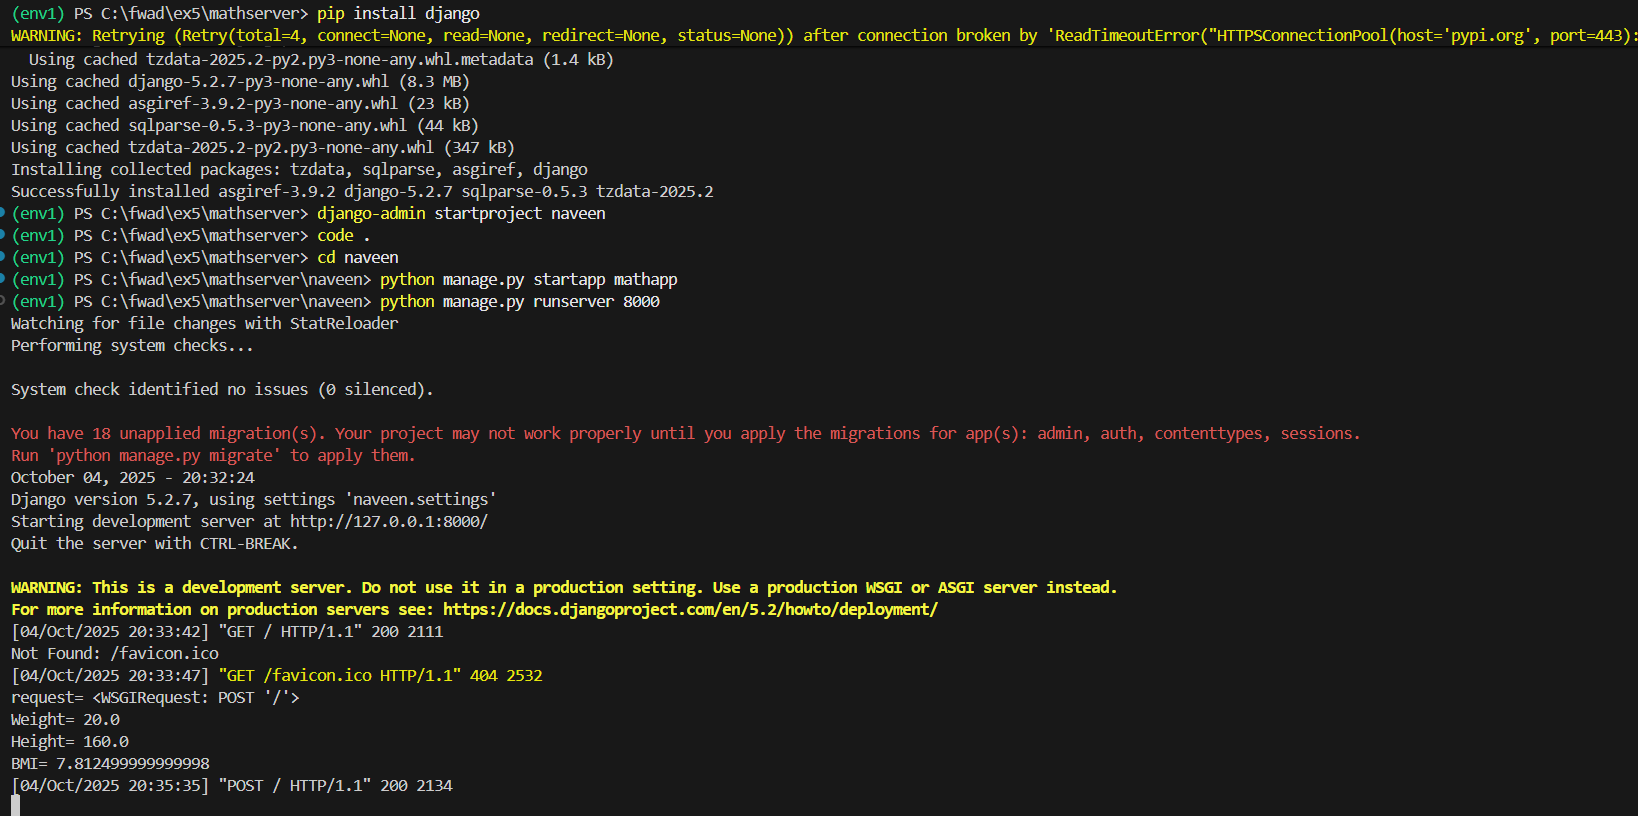 (env1) PS C:\fwad\ex5\mathserver> pip install django
WARNING: Retrying (Retry(total=4, connect=None, read=None, redirect=None, status=None)) after connection broken by 'ReadTimeoutError("HTTPSConnectionPool(host='pypi.org', port=443):
  Using cached tzdata-2025.2-py2.py3-none-any.whl.metadata (1.4 kB)
Using cached django-5.2.7-py3-none-any.whl (8.3 MB)
Using cached asgiref-3.9.2-py3-none-any.whl (23 kB)
Using cached sqlparse-0.5.3-py3-none-any.whl (44 kB)
Using cached tzdata-2025.2-py2.py3-none-any.whl (347 kB)
Installing collected packages: tzdata, sqlparse, asgiref, django
Successfully installed asgiref-3.9.2 django-5.2.7 sqlparse-0.5.3 tzdata-2025.2
(env1) PS C:\fwad\ex5\mathserver> django-admin startproject naveen
(env1) PS C:\fwad\ex5\mathserver> code .
(env1) PS C:\fwad\ex5\mathserver> cd naveen
(env1) PS C:\fwad\ex5\mathserver\naveen> python manage.py startapp mathapp
(env1) PS C:\fwad\ex5\mathserver\naveen> python manage.py runserver 8000
Watching for file changes with StatReloader
Performing system checks...
System check identified no issues (0 silenced).
You have 18 unapplied migration(s). Your project may not work properly until you apply the migrations for app(s): admin, auth, contenttypes, sessions.
Run 'python manage.py migrate' to apply them.
October 04, 2025 - 20:32:24
Django version 5.2.7, using settings 'naveen.settings'
Starting development server at http://127.0.0.1:8000/
Quit the server with CTRL-BREAK.
WARNING: This is a development server. Do not use it in a production setting. Use a production WSGI or ASGI server instead.
For more information on production servers see: https://docs.djangoproject.com/en/5.2/howto/deployment/
[04/Oct/2025 20:33:42] "GET / HTTP/1.1" 200 2111
Not Found: /favicon.ico
[04/Oct/2025 20:33:47] "GET /favicon.ico HTTP/1.1" 404 2532
request= <WSGIRequest: POST '/'>
Weight= 20.0
Height= 160.0
BMI= 7.812499999999998
[04/Oct/2025 20:35:35] "POST / HTTP/1.1" 200 2134